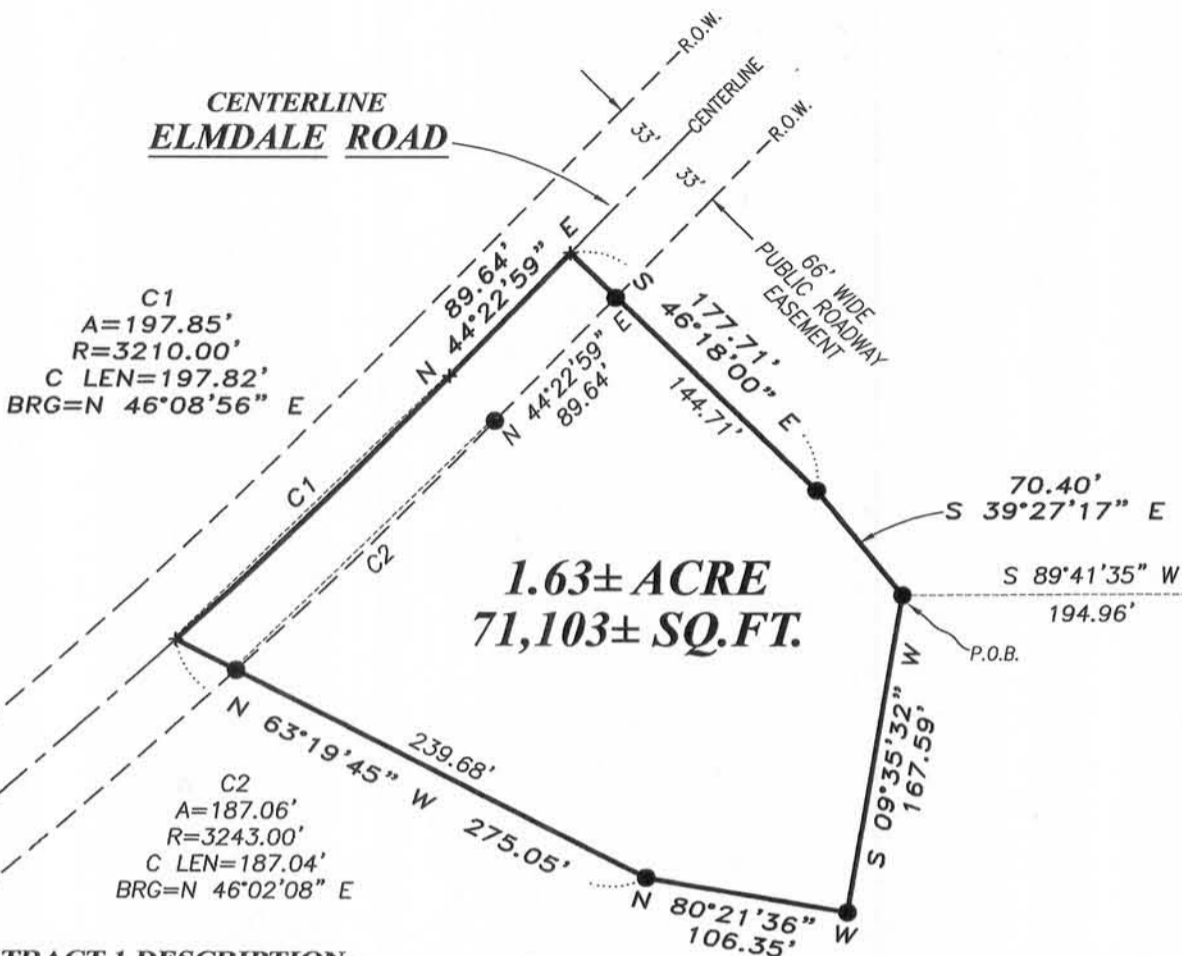 R.O.W.
CENTERLINE
ELMDALE ROAD
33'
CENTERLINE
33'
R.O.W.
66' WIDE
PUBLIC ROADWAY
EASEMENT
89.64'
N 44°22'59" E
C1
A=197.85'
R=3210.00'
C LEN=197.82'
BRG=N 46°08'56" E
177.71'
S 46°18'00" E
144.71'
N 44°22'59" E
89.64'
C1
C2
70.40'
S 39°27'17" E
1.63± ACRE
71,103± SQ.FT.
S 89°41'35" W
194.96'
P.O.B.
S 09°35'32" W
167.59'
239.68'
N 63°19'45" W
275.05'
C2
A=187.06'
R=3243.00'
C LEN=187.04'
BRG=N 46°02'08" E
N 80°21'36" W
106.35'
TRACT 1 DESCRIPTION